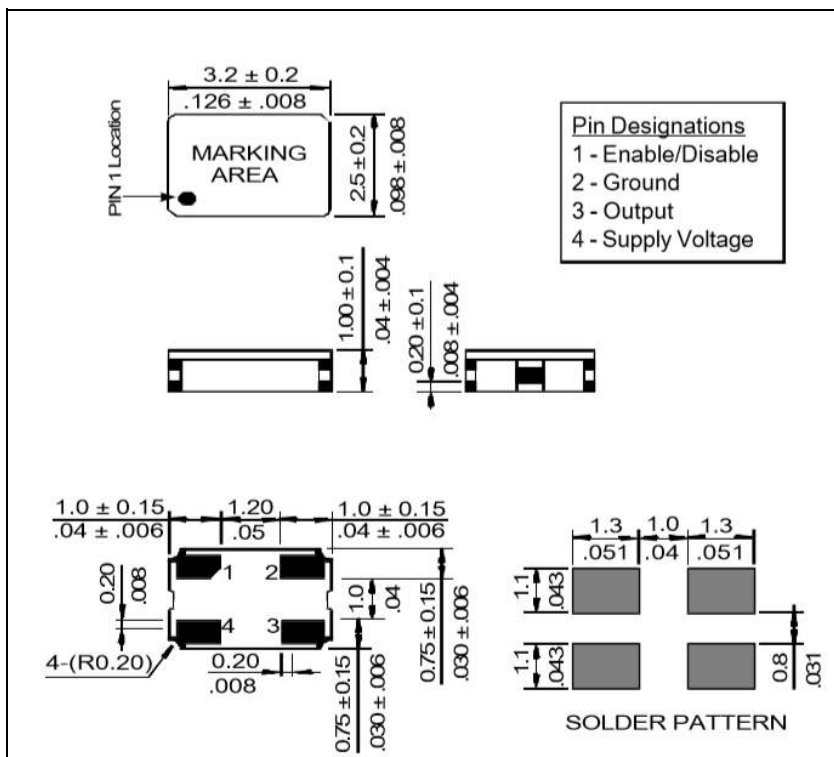 3.2 ± 0.2
.126 ± .008
PIN 1 Location
MARKING
AREA
2.5 ± 0.2
.098 ± .008
Pin Designations
1 - Enable/Disable
2 - Ground
3 - Output
4 - Supply Voltage
1.00 ± 0.1
.04 ± .004
0.20 ± 0.1
.008 ± .004
1.0 ± 0.15
.04 ± .006
1.20
.05
1.0 ± 0.15
.04 ± .006
0.20
.008
1
2
4
3
1.0
.04
0.75 ± 0.15
.030 ± .006
4-(R0.20)
0.20
.008
0.75 ± 0.15
.030 ± .006
1.3
.051
1.0
.04
1.3
.051
1.1
.043
1.1
.043
0.8
.031
SOLDER PATTERN